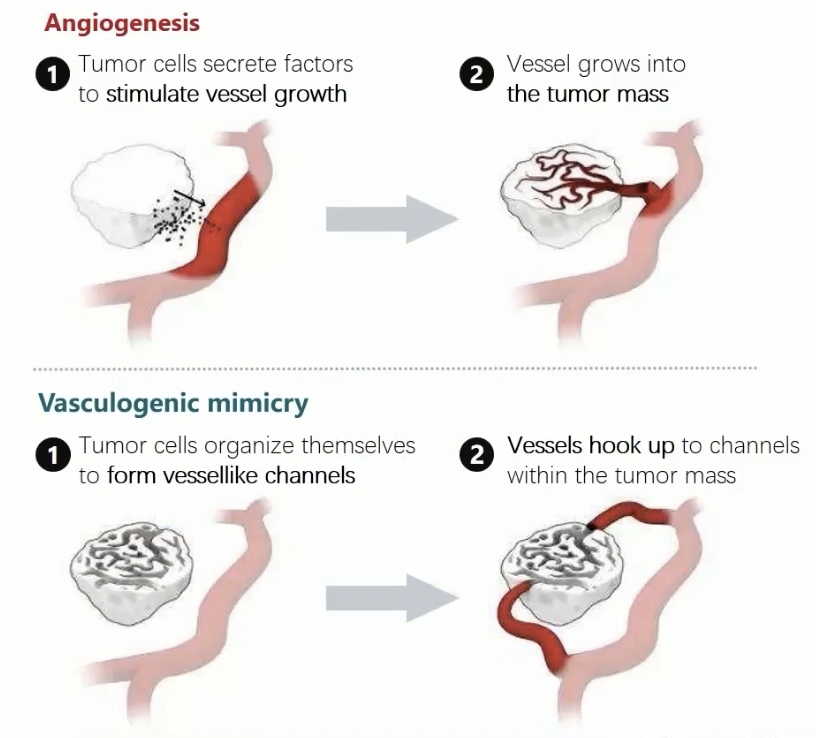 Angiogenesis
1 Tumor cells secrete factors
to stimulate vessel growth
2 Vessel grows into
the tumor mass
Vasculogenic mimicry
1 Tumor cells organize themselves
to form vessellike channels
2 Vessels hook up to channels
within the tumor mass